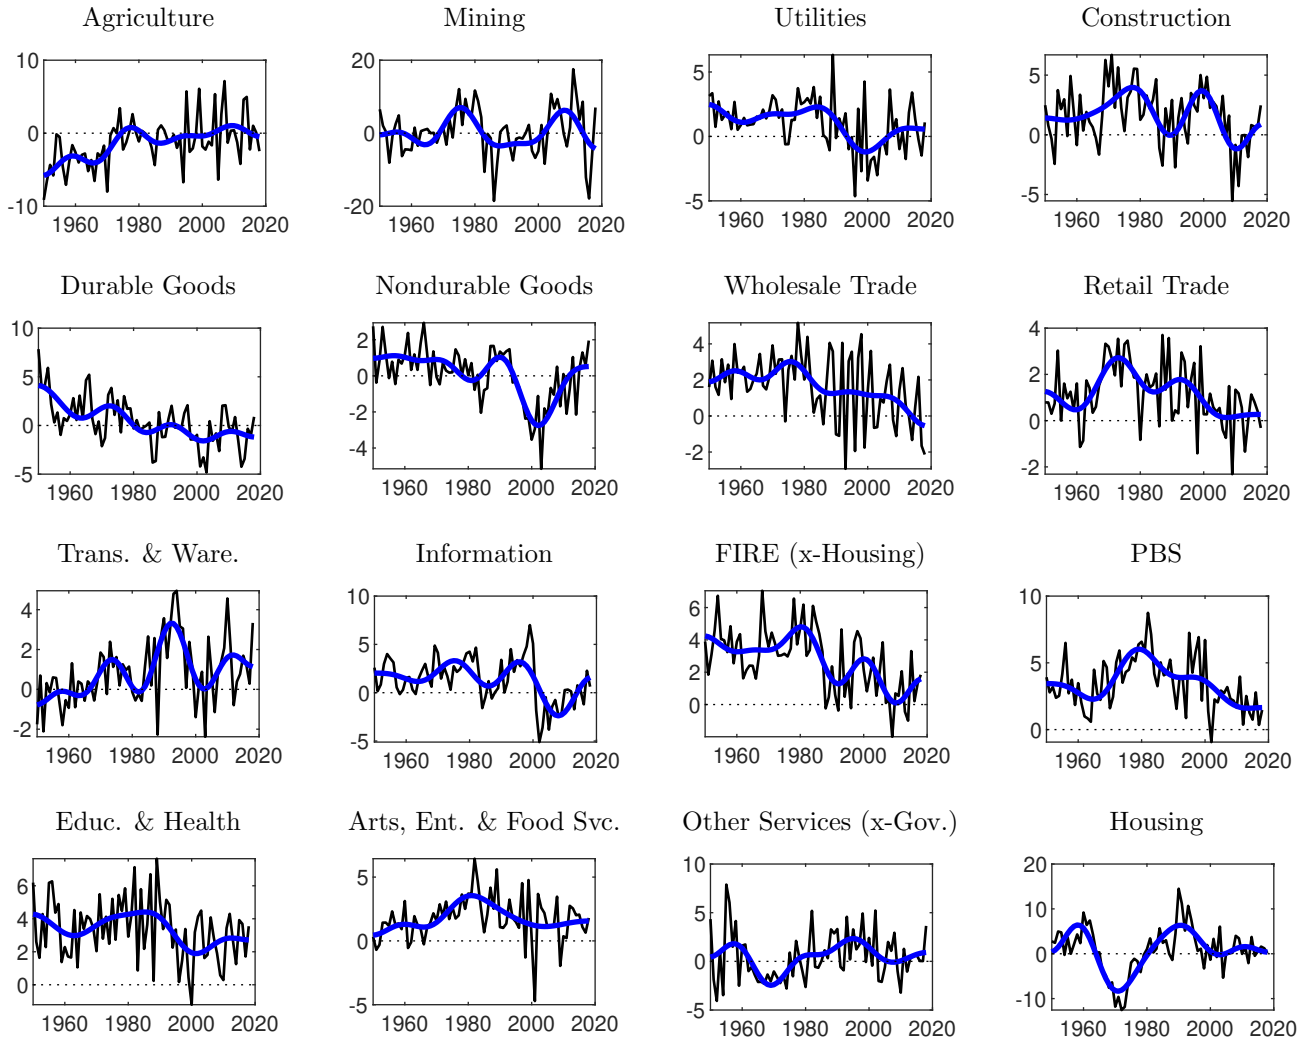 Agriculture Mining Utilities Construction
10 20 5 5
0 0 0 0
-10 -20 -5 -5
1960 1980 2000 2020 1960 1980 2000 2020 1960 1980 2000 2020 1960 1980 2000 2020
Durable Goods Nondurable Goods Wholesale Trade Retail Trade
10 2 4 4
5 0 2 2
0 -2 0 0
-5 -4 -2 -2
1960 1980 2000 2020 1960 1980 2000 2020 1960 1980 2000 2020 1960 1980 2000 2020
Trans. & Ware. Information FIRE (x-Housing) PBS
4 10 6 10
2 5 4 5
0 0 2 0
-2 -5 0
1960 1980 2000 2020 1960 1980 2000 2020 1960 1980 2000 2020 1960 1980 2000 2020
Educ. & Health Arts, Ent. & Food Svc. Other Services (x-Gov.) Housing
6 5 10 20
4 0 5 10
2 -5 0 0
0 -5 -10
1960 1980 2000 2020 1960 1980 2000 2020 1960 1980 2000 2020 1960 1980 2000 2020